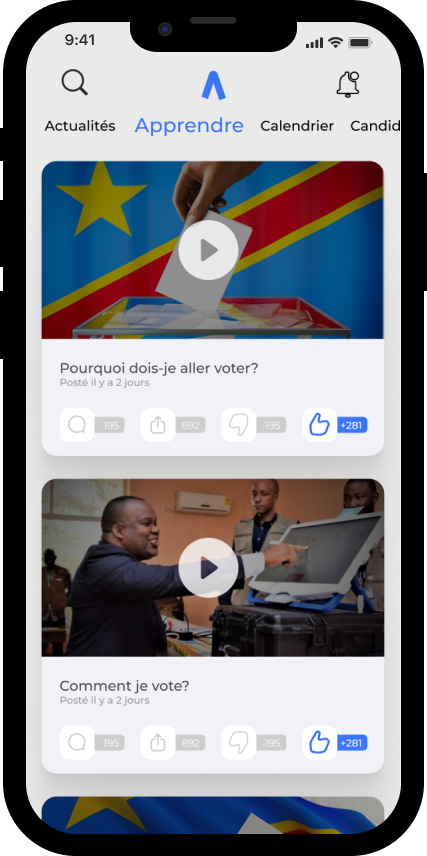 9:41
Actualités Apprendre Calendrier Candid
Pourquoi dois-je aller voter?
Posté il y a 2 jours
195 892 -195 +281
Comment je vote?
Posté il y a 2 jours
195 892 -195 +281